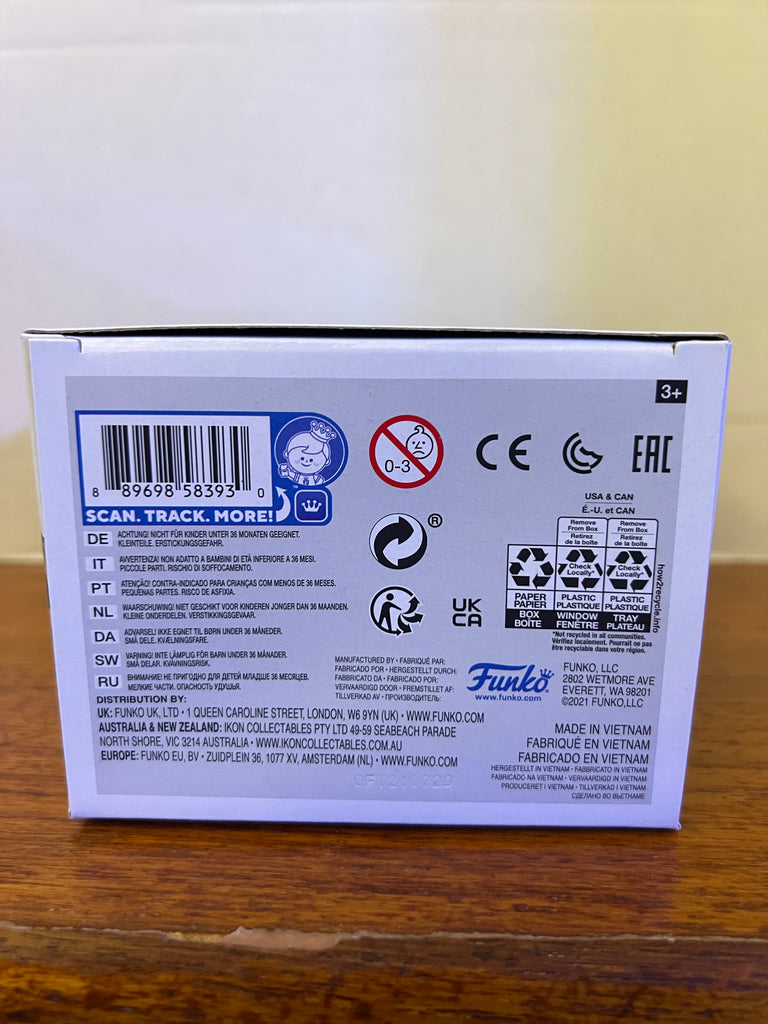 3+
0-3
CE
EAC
8 89698 58393 0
SCAN. TRACK. MORE!
™
®
DE ACHTUNG! NICHT FÜR KINDER UNTER 36 MONATEN GEEIGNET.
KLEINTEILE. ERSTICKUNGSGEFAHR.
IT AVVERTENZA! NON ADATTO A BAMBINI DI ETÀ INFERIORE A 36 MESI.
PICCOLE PARTI. RISCHIO DI SOFFOCAMENTO.
PT ATENÇÃO! CONTRA-INDICADO PARA CRIANÇAS COM MENOS DE 36 MESES.
PEQUENAS PARTES. RISCO DE ASFIXIA.
NL WAARSCHUWING! NIET GESCHIKT VOOR KINDEREN JONGER DAN 36 MAANDEN.
KLEINE ONDERDELEN. VERSTIKKINGSGEVAAR.
DA ADVARSEL! IKKE EGNET TIL BØRN UNDER 36 MÅNEDER.
SMÅ DELE. KVÆLNINGSFARE.
SW VARNING! INTE LÄMPLIG FÖR BARN UNDER 36 MÅNADER.
SMÅ DELAR. KVÄVNINGSRISK.
RU ВНИМАНИЕ! НЕ ПРИГОДНО ДЛЯ ДЕТЕЙ МЛАДШЕ 36 МЕСЯЦЕВ.
МЕЛКИЕ ЧАСТИ. ОПАСНОСТЬ УДУШЬЯ.
UK
CA
USA & CAN
É.-U. et CAN
Remove From Box
Retirez de la boîte
Remove From Box
Retirez de la boîte
Check Locally*
Check Locally*
PAPER
PAPIER
PLASTIC
PLASTIQUE
PLASTIC
PLASTIQUE
BOX
BOÎTE
WINDOW
FENÊTRE
TRAY
PLATEAU
how2recycle.info
*Not recycled in all communities.
Vérifiez localement. Pourrait ne pas
être recyclable dans votre région.
MANUFACTURED BY • FABRIQUÉ PAR:
FABRICADO POR • HERGESTELLT DURCH:
FABBRICATO DA • FABRICADO POR:
VERVAARDIGD DOOR • FREMSTILLET AF:
TILLVERKAD AV • ПРОИЗВОДИТЕЛЬ:
Funko®
www.funko.com
FUNKO, LLC
2802 WETMORE AVE
EVERETT, WA 98201
©2021 FUNKO,LLC
DISTRIBUTION BY:
UK: FUNKO UK, LTD • 1 QUEEN CAROLINE STREET, LONDON, W6 9YN (UK) • WWW.FUNKO.COM
AUSTRALIA & NEW ZEALAND: IKON COLLECTABLES PTY LTD 49-59 SEABEACH PARADE
NORTH SHORE, VIC 3214 AUSTRALIA • WWW.IKONCOLLECTABLES.COM.AU
EUROPE: FUNKO EU, BV • ZUIDPLEIN 36, 1077 XV, AMSTERDAM (NL) • WWW.FUNKO.COM
MADE IN VIETNAM
FABRIQUÉ EN VIETNAM
FABRICADO EN VIETNAM
HERGESTELLT IN VIETNAM • FABBRICATO IN VIETNAM
FABRICADO NA VIETNAM • VERVAARDIGD IN VIETNAM
PRODUCERET I VIETNAM • TILLVERKAD I VIETNAM
СДЕЛАНО ВО ВЬЕТНАМЕ